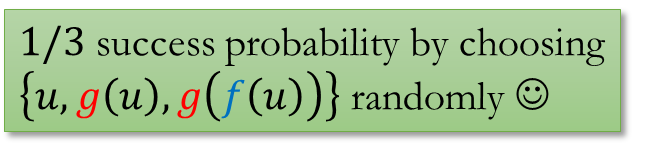 1/3 success probability by choosing
{𝑢, 𝑔(𝑢), 𝑔(𝑓(𝑢))} randomly ☺